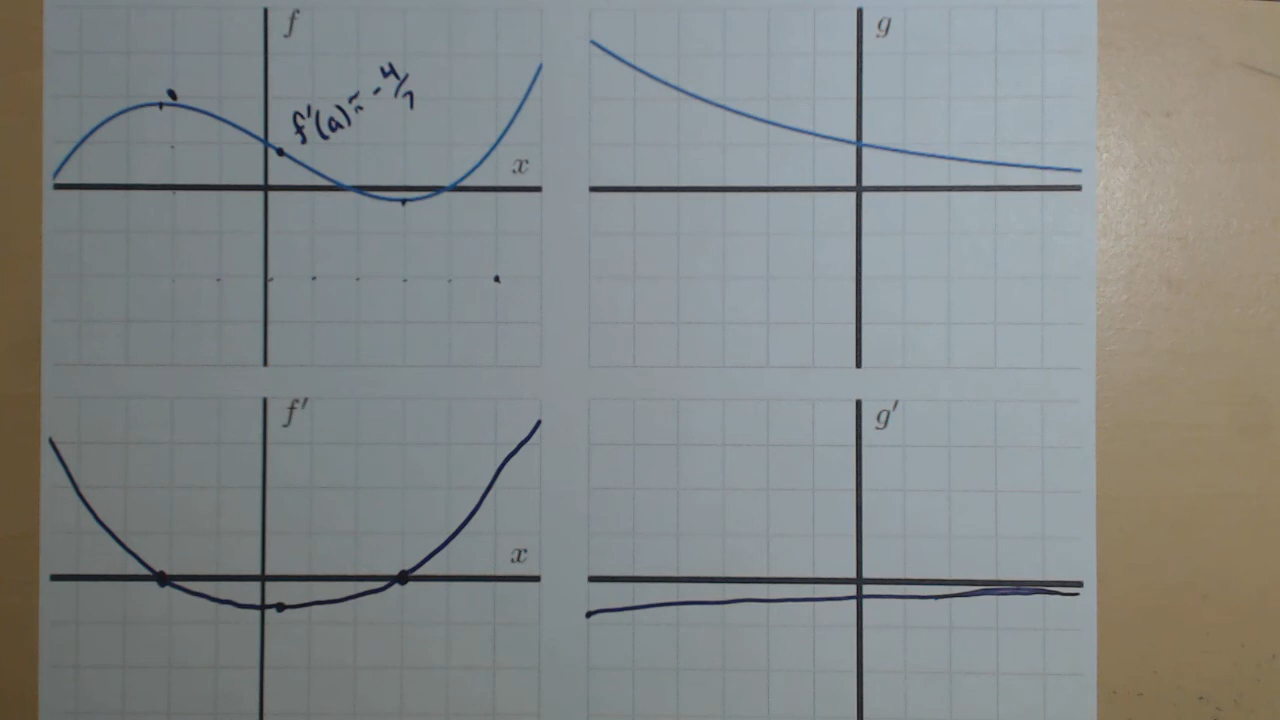 f
g
f'(a) ≈ -4/7
x
f'
g'
x